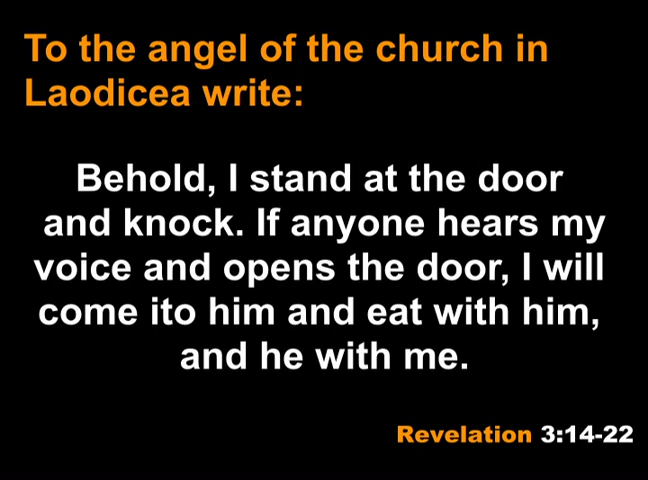 To the angel of the church in
Laodicea write:
Behold, I stand at the door
and knock. If anyone hears my
voice and opens the door, I will
come ito him and eat with him,
and he with me.
Revelation 3:14-22